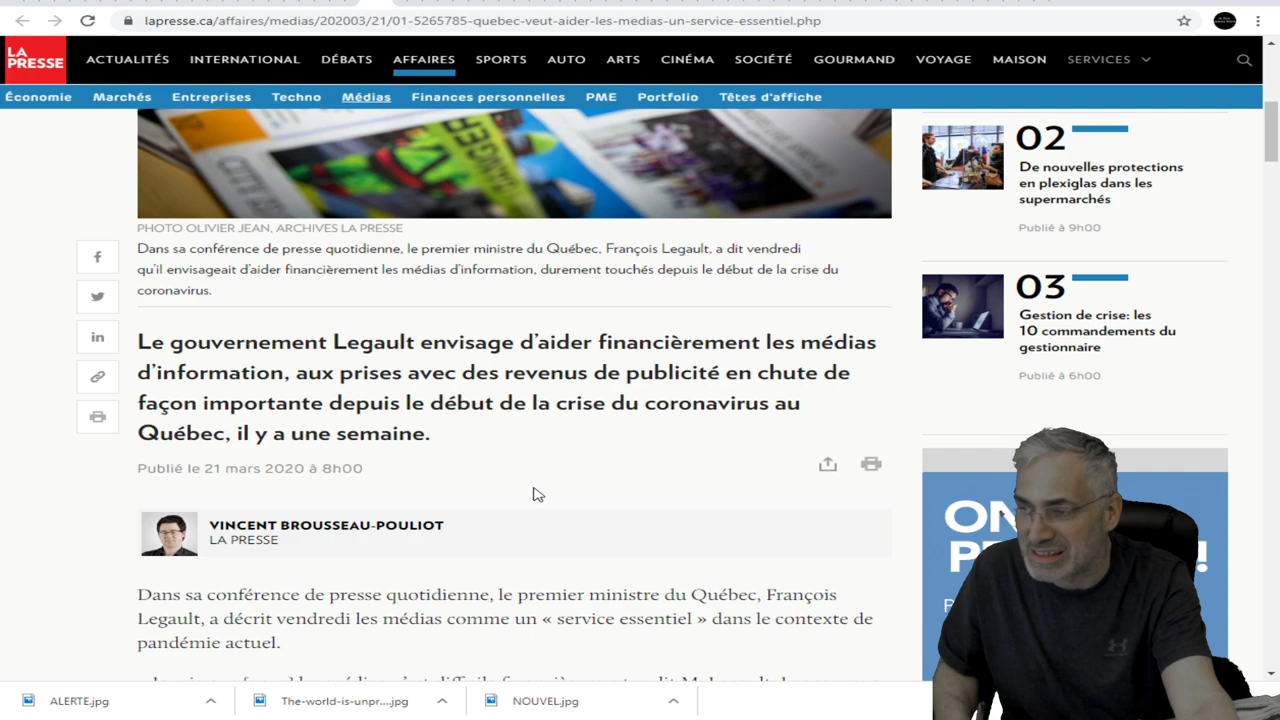 lapresse.ca/affaires/medias/202003/21/01-5265785-quebec-veut-aider-les-medias-un-service-essentiel.php
LA
PRESSE
ACTUALITÉS INTERNATIONAL DÉBATS AFFAIRES SPORTS AUTO ARTS CINÉMA SOCIÉTÉ GOURMAND VOYAGE MAISON SERVICES
Économie Marchés Entreprises Techno Médias Finances personnelles PME Portfolio Têtes d'affiche
PHOTO OLIVIER JEAN, ARCHIVES LA PRESSE
Dans sa conférence de presse quotidienne, le premier ministre du Québec, François Legault, a dit vendredi
qu'il envisageait d'aider financièrement les médias d'information, durement touchés depuis le début de la crise du
coronavirus.
Le gouvernement Legault envisage d'aider financièrement les médias
d'information, aux prises avec des revenus de publicité en chute de
façon importante depuis le début de la crise du coronavirus au
Québec, il y a une semaine.
Publié le 21 mars 2020 à 8h00
VINCENT BROUSSEAU-POULIOT
LA PRESSE
Dans sa conférence de presse quotidienne, le premier ministre du Québec, François
Legault, a décrit vendredi les médias comme un « service essentiel » dans le contexte de
pandémie actuel.
02
De nouvelles protections
en plexiglas dans les
supermarchés
Publié à 9h00
03
Gestion de crise: les
10 commandements du
gestionnaire
Publié à 6h00
ALERTE.jpg The-world-is-unpr....jpg NOUVEL.jpg